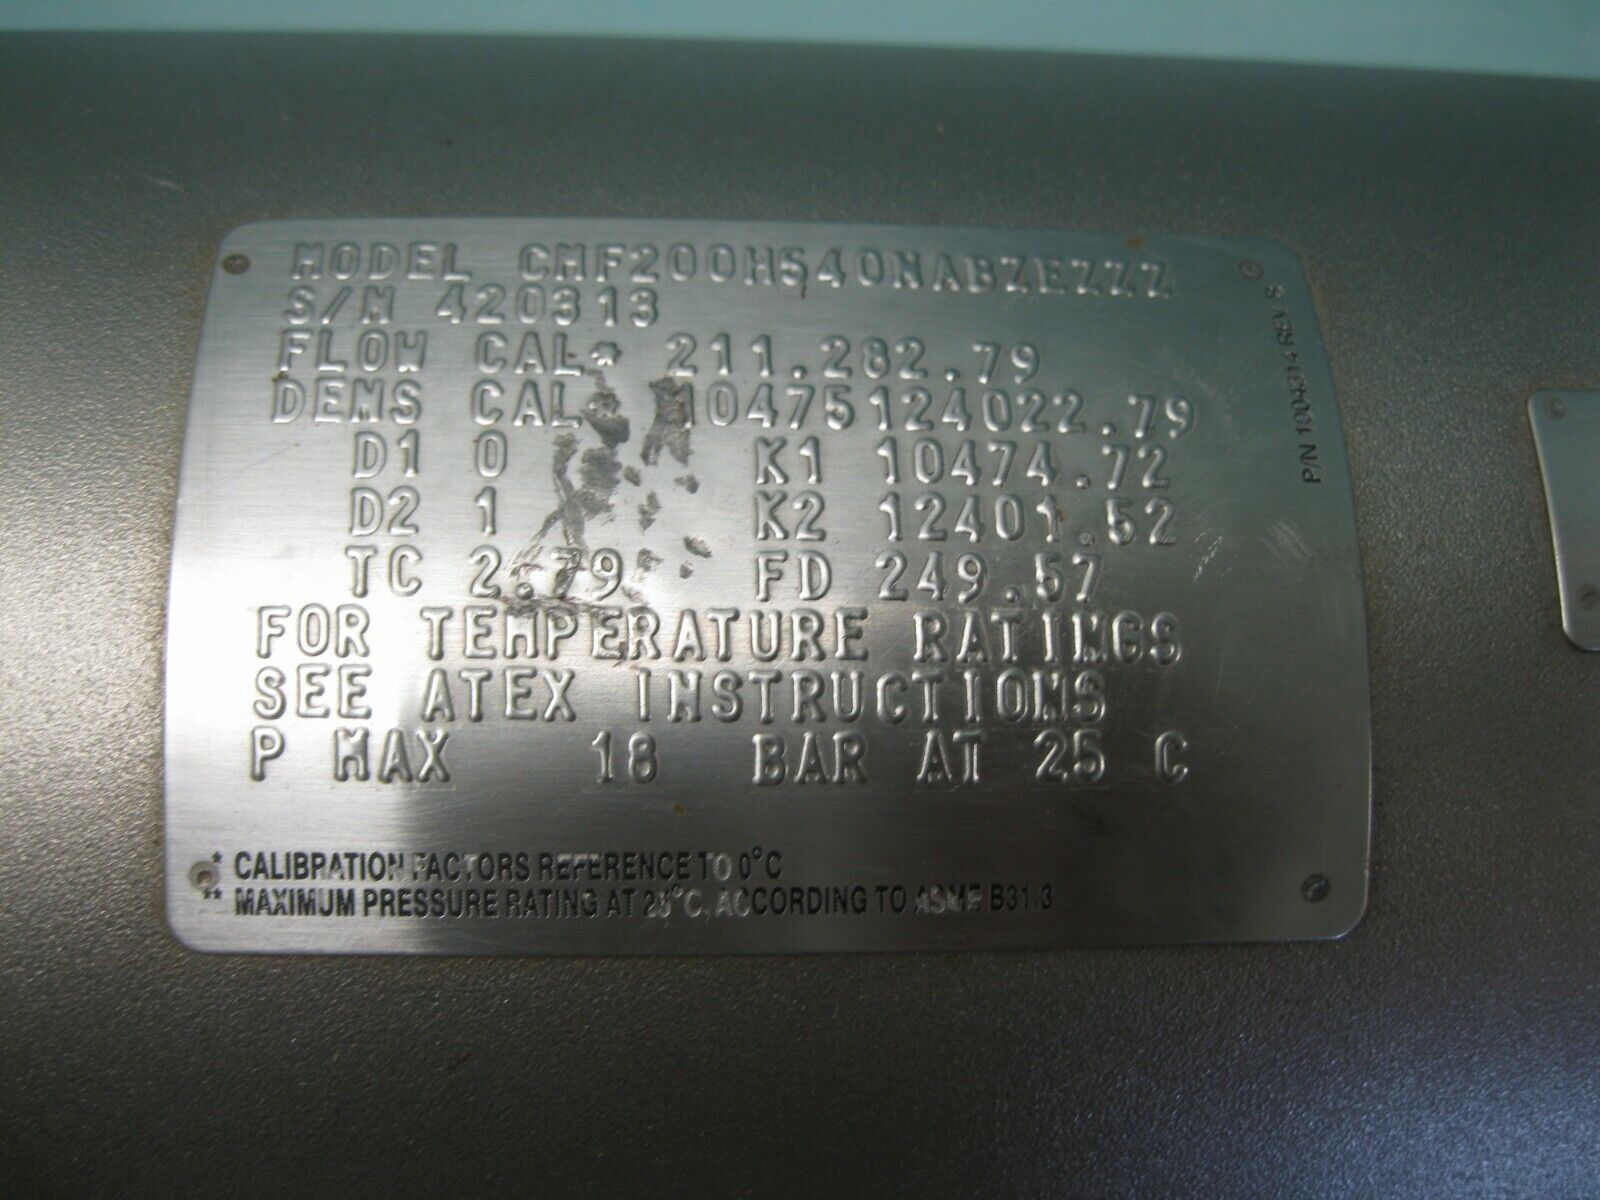 MODEL CMF200H540NABZEZZZ
S/N 420313
FLOW CAL* 211.282.79
DENS CAL 10475124022.79
D1 0 K1 10474.72
D2 1 K2 12401.52
TC 2.79 FD 249.57
FOR TEMPERATURE RATINGS
SEE ATEX INSTRUCTIONS
P MAX 18 BAR AT 25 C
* CALIBRATION FACTORS REFERENCE TO 0°C
** MAXIMUM PRESSURE RATING AT 25°C, ACCORDING TO ASME B31.3
P/N 1004314 REV B